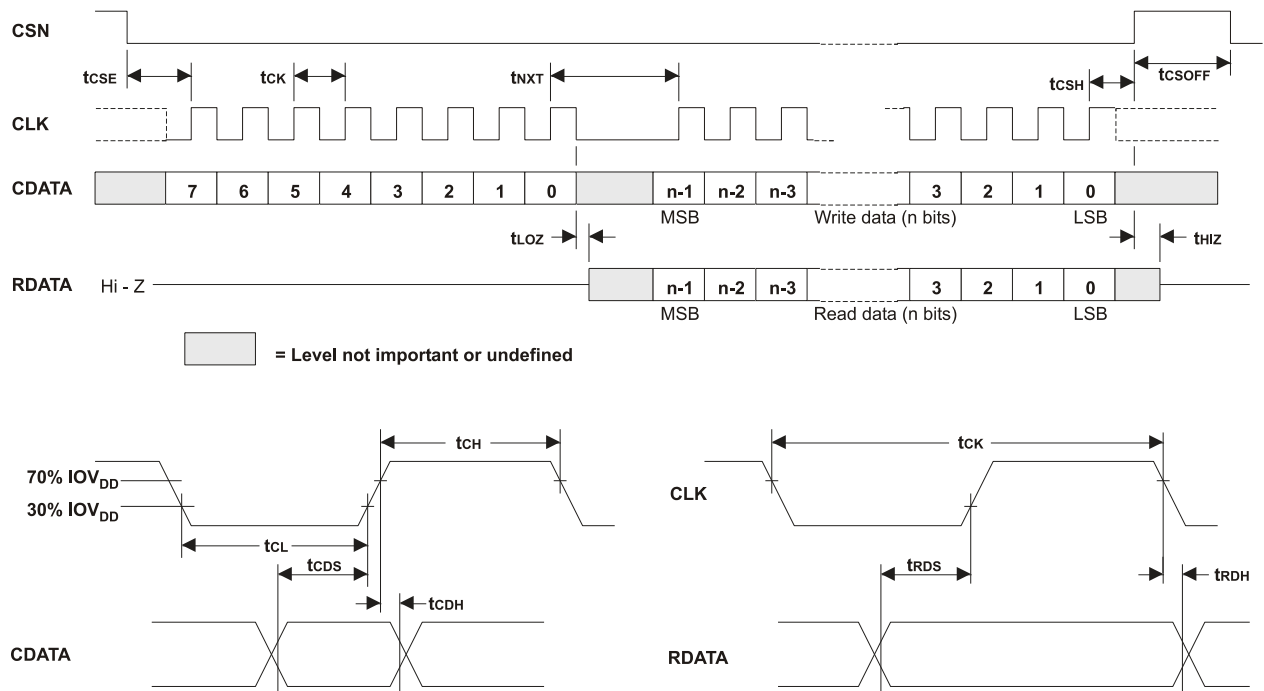 CSN
tCSE
tCK
tNXT
tCSH
tCSOFF
CLK
CDATA 7 6 5 4 3 2 1 0 n-1 n-2 n-3 3 2 1 0
MSB Write data (n bits) LSB
tLOZ
tHIZ
RDATA Hi - Z n-1 n-2 n-3 3 2 1 0
MSB Read data (n bits) LSB
= Level not important or undefined
tCH
70% IOVDD
30% IOVDD
tCL
tCDS
tCDH
CDATA
tCK
CLK
tRDS
tRDH
RDATA